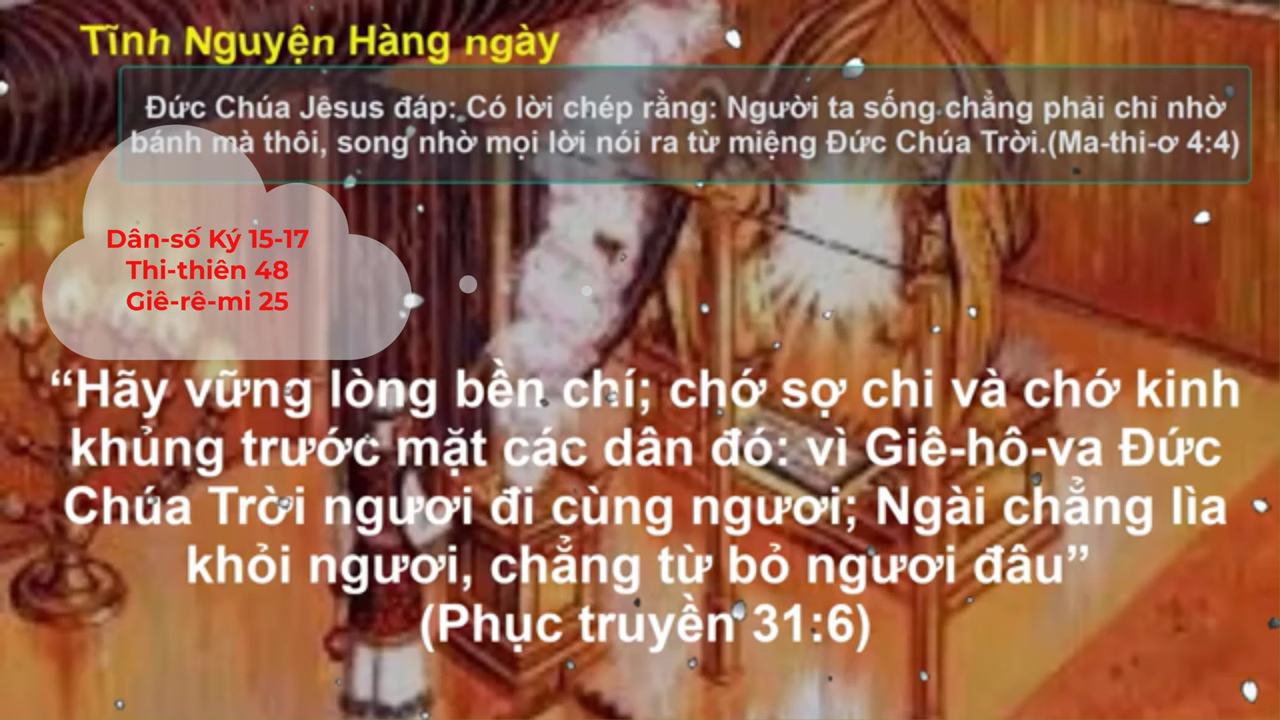 Tĩnh Nguyện Hàng ngày
Đức Chúa Jêsus đáp: Có lời chép rằng: Người ta sống chẳng phải chỉ nhờ
bánh mà thôi, song nhờ mọi lời nói ra từ miệng Đức Chúa Trời.(Ma-thi-ơ 4:4)
Dân-số Ký 15-17
Thi-thiên 48
Giê-rê-mi 25
“Hãy vững lòng bền chí; chớ sợ chi và chớ kinh
khủng trước mặt các dân đó: vì Giê-hô-va Đức
Chúa Trời ngươi đi cùng ngươi; Ngài chẳng lìa
khỏi ngươi, chẳng từ bỏ ngươi đâu”
(Phục truyền 31:6)